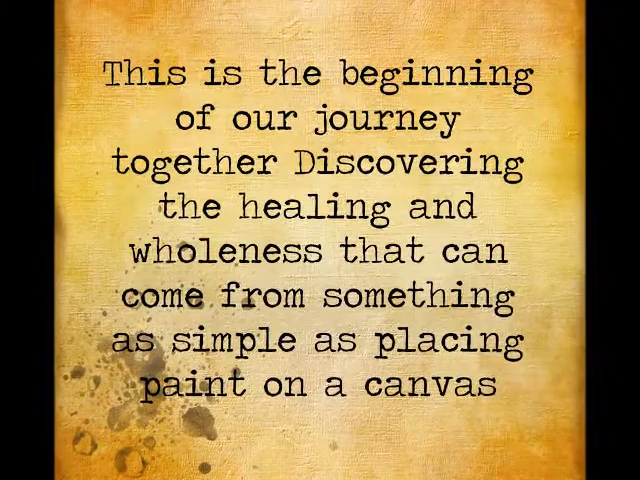 This is the beginning
of our journey
together Discovering
the healing and
wholeness that can
come from something
as simple as placing
paint on a canvas